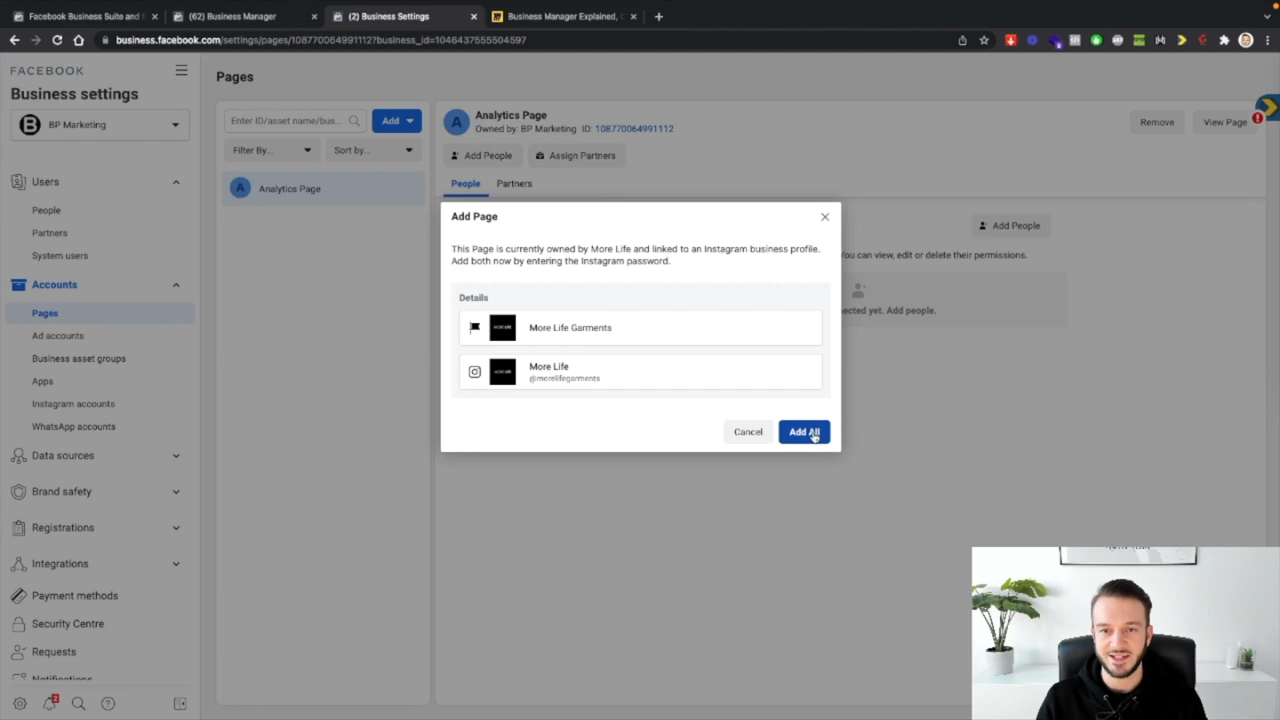 Facebook Business Suite and
(62) Business Manager
(2) Business Settings
Business Manager Explained,
business.facebook.com/settings/pages/108770064991112?business_id=1046437555504597
FACEBOOK
Business settings
BP Marketing
Users
People
Partners
System users
Accounts
Pages
Ad accounts
Business asset groups
Apps
Instagram accounts
WhatsApp accounts
Data sources
Brand safety
Registrations
Integrations
Payment methods
Security Centre
Requests
Notifications
2
Pages
Enter ID/asset name/bus...
Add
Filter By...
Sort by...
A Analytics Page
A
Analytics Page
Owned by: BP Marketing ID: 108770064991112
Remove
View Page
Add People
Assign Partners
People
Partners
Add People
You can view, edit or delete their permissions.
yet. Add people.
Add Page
This Page is currently owned by More Life and linked to an Instagram business profile.
Add both now by entering the Instagram password.
Details
More Life Garments
More Life
@morelifegarments
Cancel
Add All